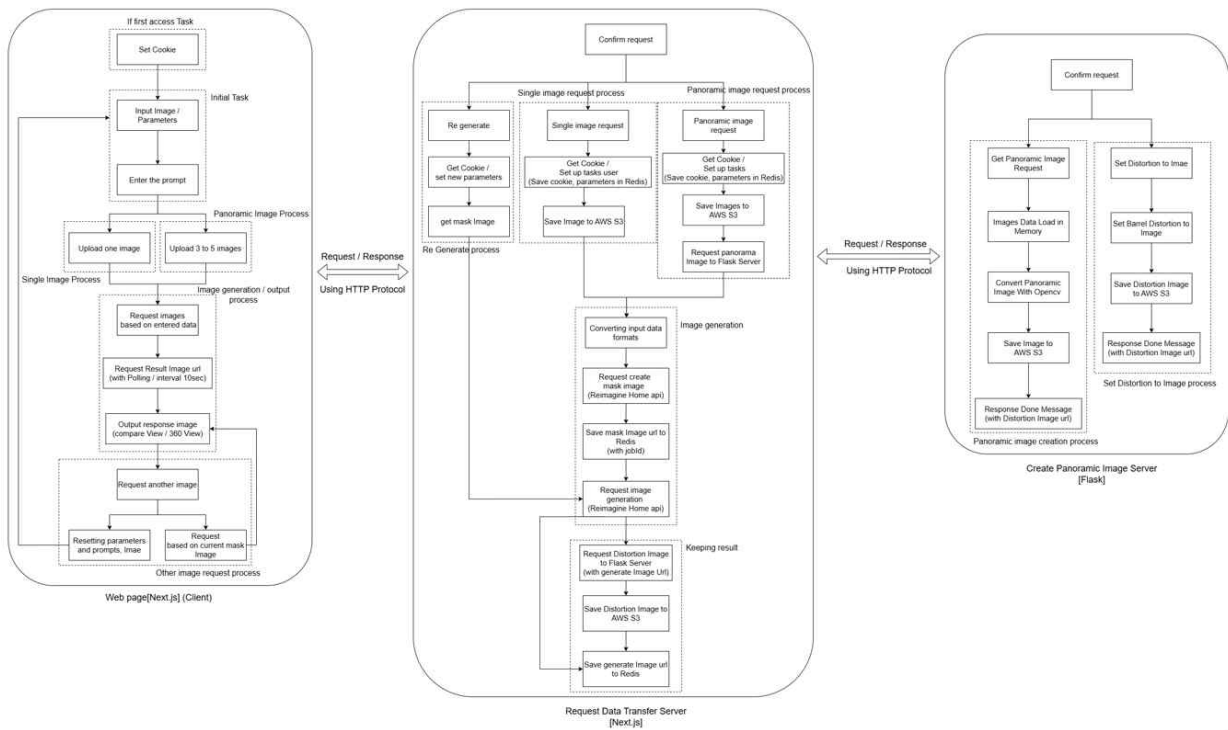 If first access Task
Set Cookie
Initial Task
Input Image /
Parameters
Enter the prompt
Panoramic Image Process
Upload one image
Upload 3 to 5 images
Single Image Process
Image generation / output
process
Request images
based on entered data
Request Result Image url
(with Polling / interval 10sec)
Output response image
(compare View / 360 View)
Request another image
Resetting parameters
and prompts, Imae
Request
based on current mask
Image
Other image request process
Web page[Next.js] (Client)
Request / Response
Using HTTP Protocol
Confirm request
Single image request process
Panoramic image request process
Re generate
Single image request
Panoramic image
request
Get Cookie /
set new parameters
Get Cookie /
Set up tasks user
(Save cookie, parameters in Redis)
Get Cookie /
Set up tasks
(Save cookie, parameters in Redis)
get mask Image
Save Image to AWS S3
Save Images to
AWS S3
Re Generate process
Request panorama
Image to Flask Server
Image generation
Converting input data
formats
Request create
mask image
(Reimagine Home api)
Save mask Image url to
Redis
(with jobId)
Request image
generation
(Reimagine Home api)
Keeping result
Request Distortion Image
to Flask Server
(with generate Image Url)
Save Distortion Image to
AWS S3
Save generate Image url
to Redis
Request Data Transfer Server
[Next.js]
Request / Response
Using HTTP Protocol
Confirm request
Get Panoramic Image
Request
Set Distortion to Imae
Images Data Load in
Memory
Set Barrel Distortion to
Image
Convert Panoramic
Image With Opencv
Save Distortion Image
to AWS S3
Save Image to
AWS S3
Response Done Message
(with Distortion Image url)
Set Distortion to Image process
Response Done Message
(with Distortion Image url)
Panoramic image creation process
Create Panoramic Image Server
[Flask]